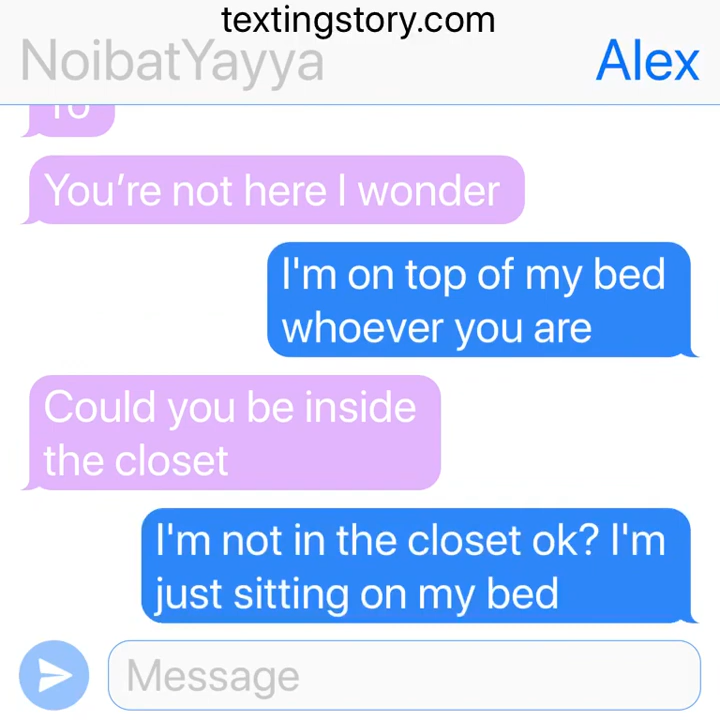 textingstory.com
NoibatYayya
Alex
You’re not here I wonder
I'm on top of my bed
whoever you are
Could you be inside
the closet
I'm not in the closet ok? I'm
just sitting on my bed
Message